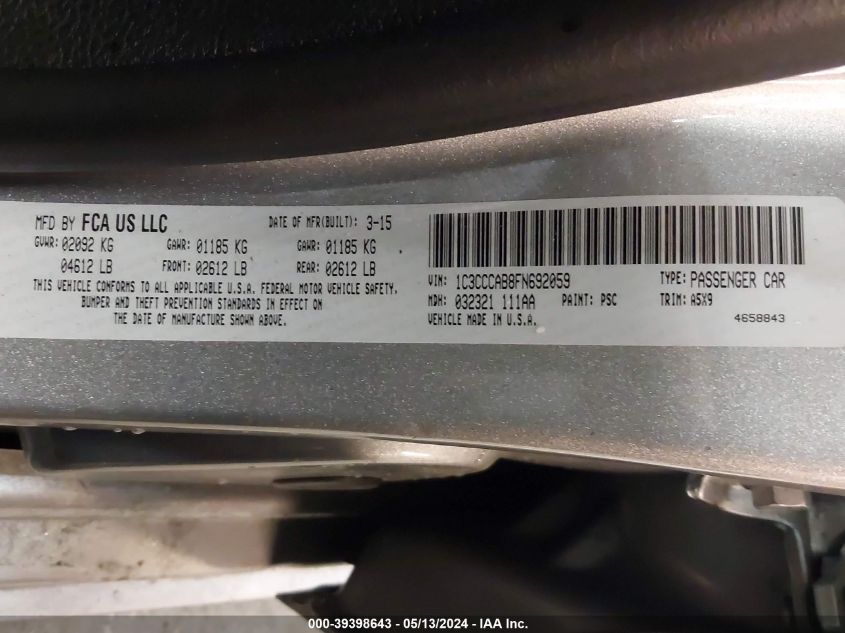 MFD BY FCA US LLC DATE OF MFR(BUILT): 3-15
GVWR: 02092 KG GAWR: 01185 KG GAWR: 01185 KG
04612 LB FRONT: 02612 LB REAR: 02612 LB
THIS VEHICLE CONFORMS TO ALL APPLICABLE U.S.A. FEDERAL MOTOR VEHICLE SAFETY,
BUMPER AND THEFT PREVENTION STANDARDS IN EFFECT ON
THE DATE OF MANUFACTURE SHOWN ABOVE.
VIN: 1C3CCCAB8FN692059 TYPE: PASSENGER CAR
MDH: 032321 111AA PAINT: PSC TRIM: A5X9
VEHICLE MADE IN U.S.A. 4658843
000-39398643 - 05/13/2024 - IAA Inc.